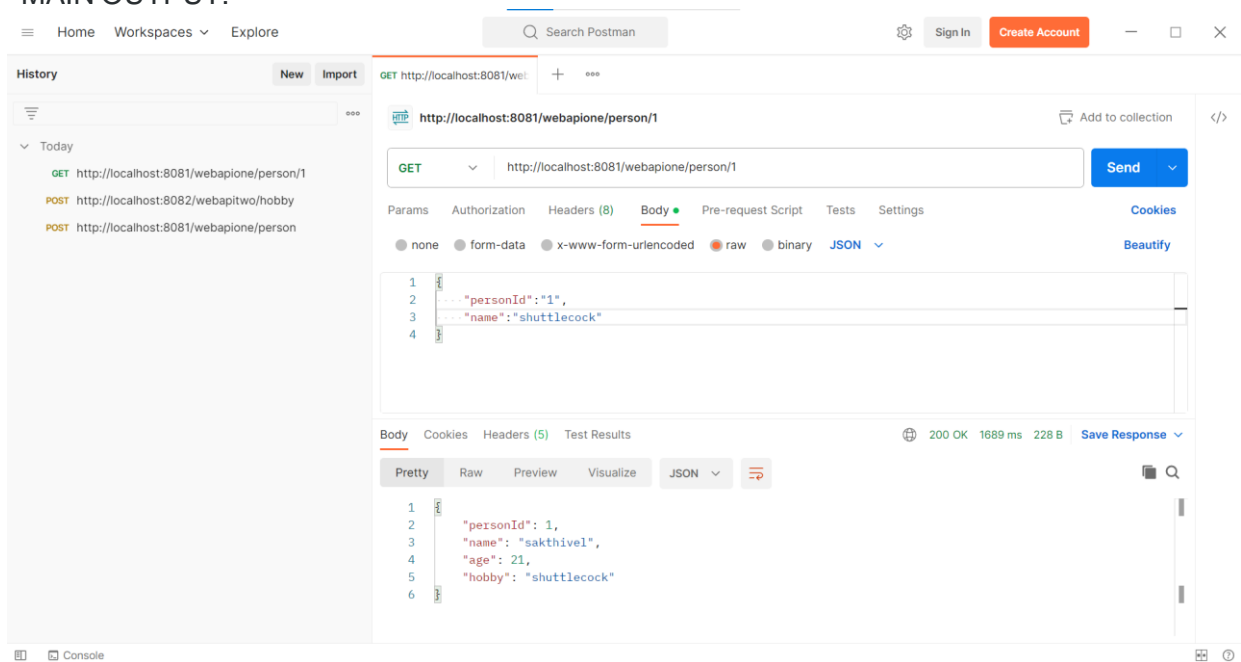 MAIN OUTPUT:
Home Workspaces Explore Search Postman Sign In Create Account
History New Import GET http://localhost:8081/we
HTTP http://localhost:8081/webapione/person/1 Add to collection </>
Today
GET http://localhost:8081/webapione/person/1
POST http://localhost:8082/webapitwo/hobby
POST http://localhost:8081/webapione/person
GET http://localhost:8081/webapione/person/1 Send
Params Authorization Headers (8) Body Pre-request Script Tests Settings Cookies
none form-data x-www-form-urlencoded raw binary JSON Beautify
1 {
2 "personId":"1",
3 "name":"shuttlecock"
4 }
Body Cookies Headers (5) Test Results 200 OK 1689 ms 228 B Save Response
Pretty Raw Preview Visualize JSON
1 {
2 "personId": 1,
3 "name": "sakthivel",
4 "age": 21,
5 "hobby": "shuttlecock"
6 }
Console